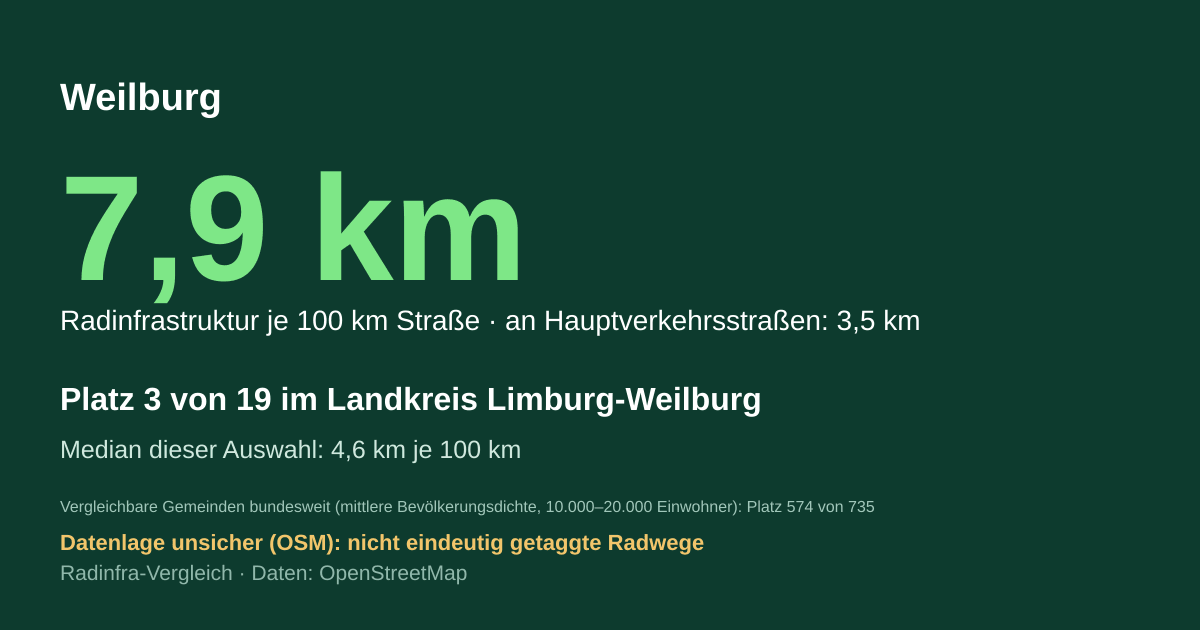 Weilburg
7,9 km
Radinfrastruktur je 100 km Straße · an Hauptverkehrsstraßen: 3,5 km
Platz 3 von 19 im Landkreis Limburg-Weilburg
Median dieser Auswahl: 4,6 km je 100 km
Vergleichbare Gemeinden bundesweit (mittlere Bevölkerungsdichte, 10.000–20.000 Einwohner): Platz 574 von 735
Datenlage unsicher (OSM): nicht eindeutig getaggte Radwege
Radinfra-Vergleich · Daten: OpenStreetMap